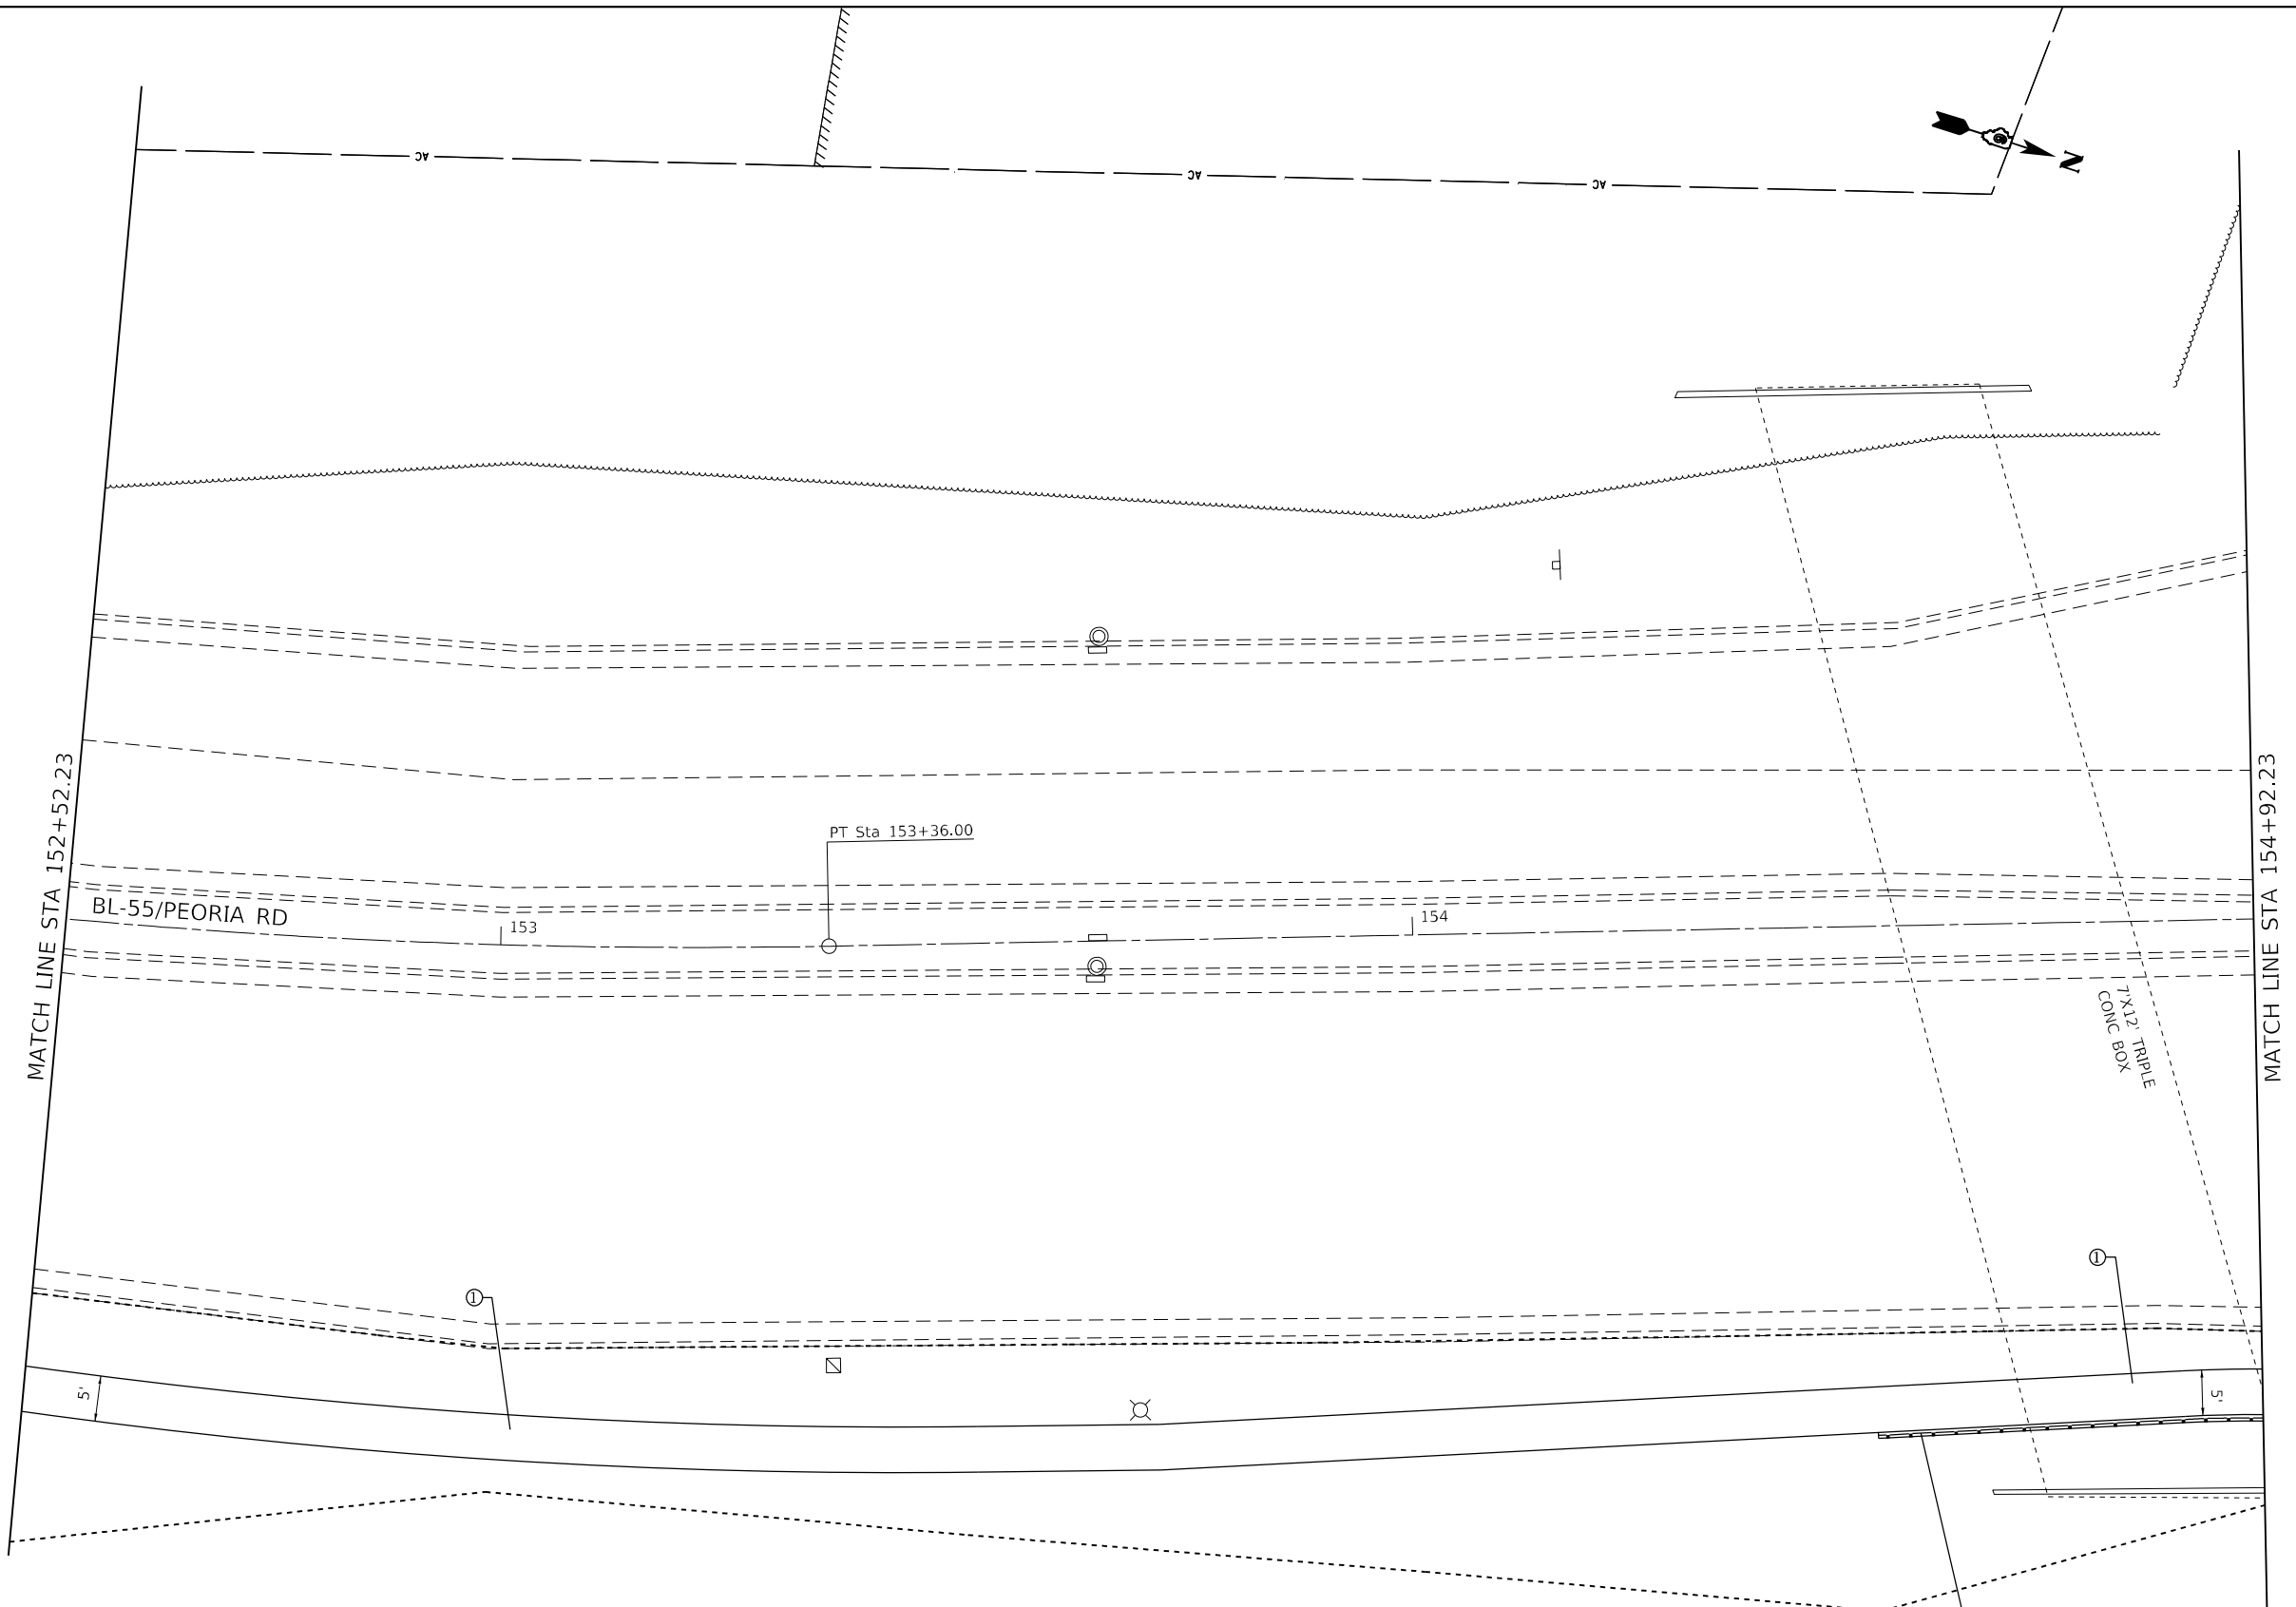 AC
AC
AC
N
MATCH LINE STA 152+52.23
MATCH LINE STA 154+92.23
PT Sta 153+36.00
BL-55/PEORIA RD
153
154
7'X12' TRIPLE
CONC BOX
1
1
5'
5'